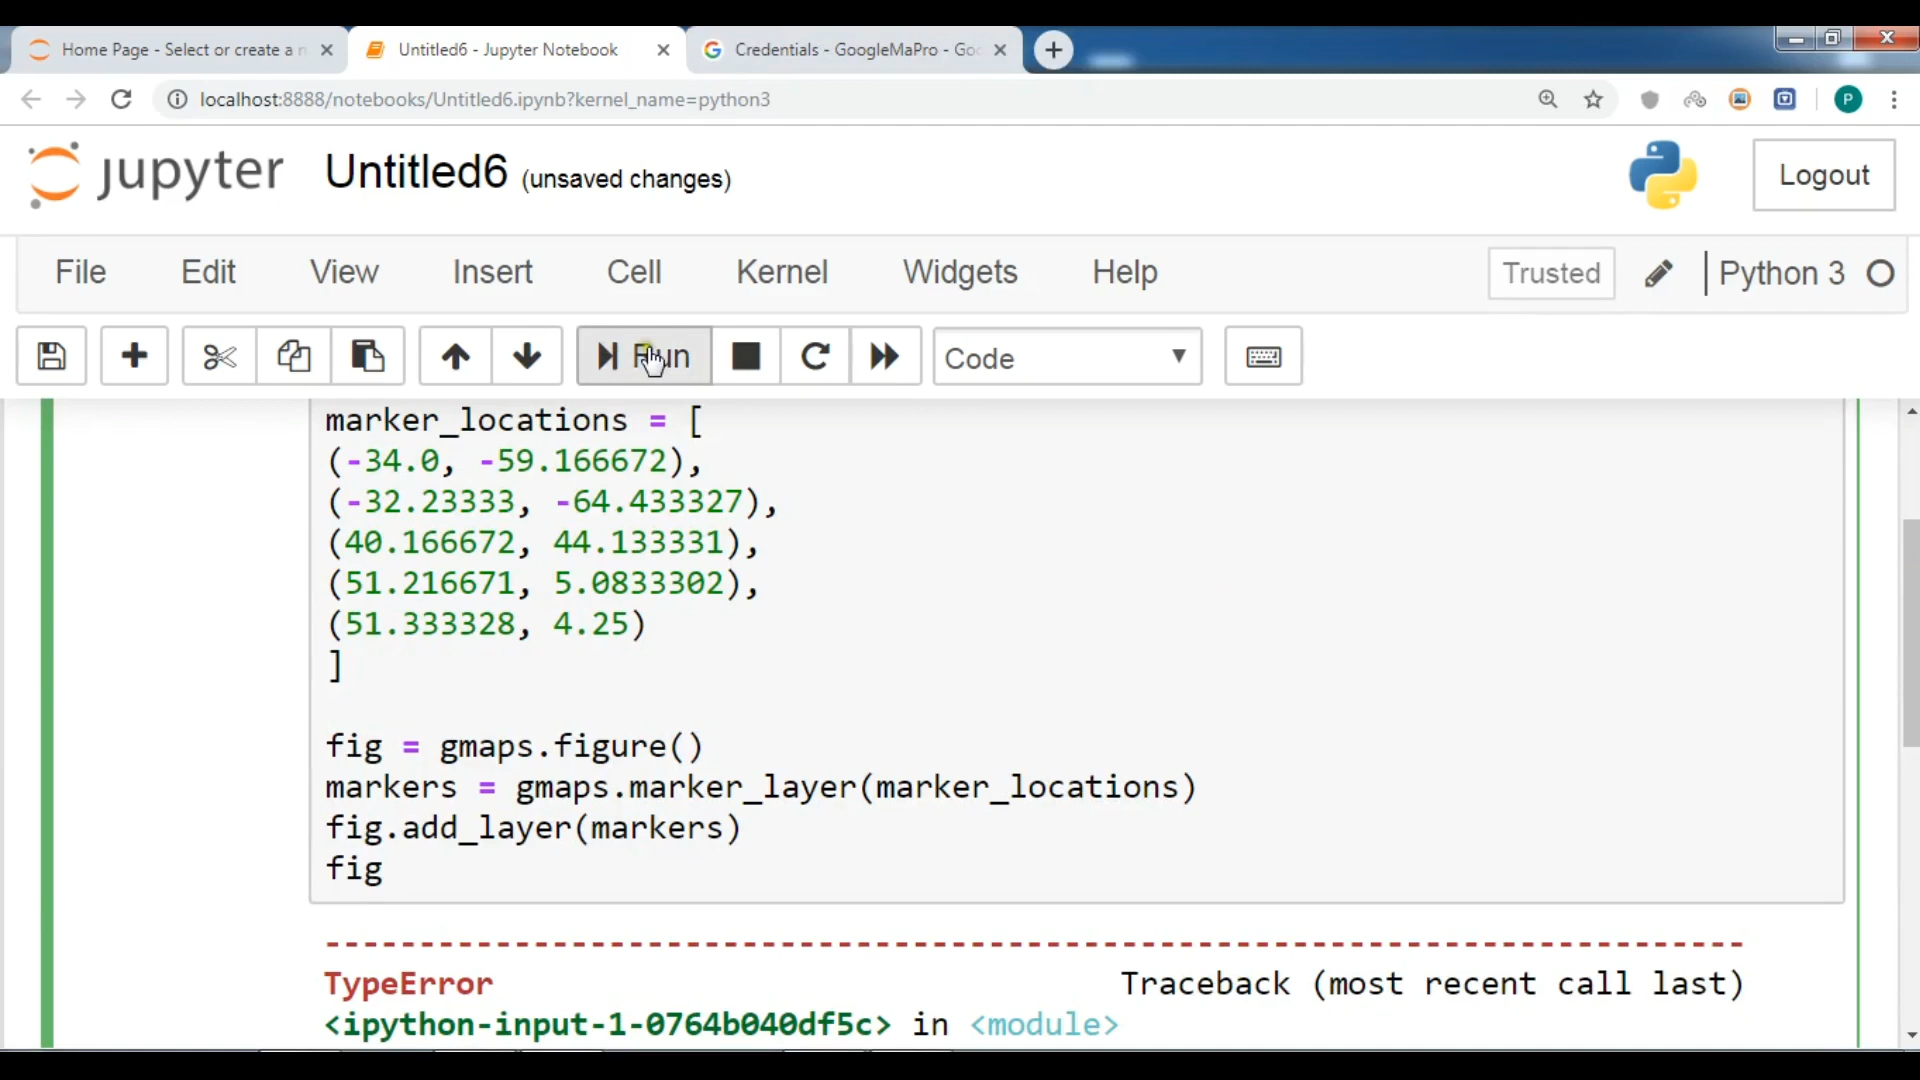 Home Page - Select or create a n
Untitled6 - Jupyter Notebook
Credentials - GoogleMaPro - Goo
localhost:8888/notebooks/Untitled6.ipynb?kernel_name=python3
P
jupyter Untitled6 (unsaved changes)
Logout
File Edit View Insert Cell Kernel Widgets Help
Trusted
Python 3
Run
Code
marker_locations = [
(-34.0, -59.166672),
(-32.23333, -64.433327),
(40.166672, 44.133331),
(51.216671, 5.0833302),
(51.333328, 4.25)
]
fig = gmaps.figure()
markers = gmaps.marker_layer(marker_locations)
fig.add_layer(markers)
fig
---------------------------------------------------------------------------
TypeError Traceback (most recent call last)
<ipython-input-1-0764b040df5c> in <module>